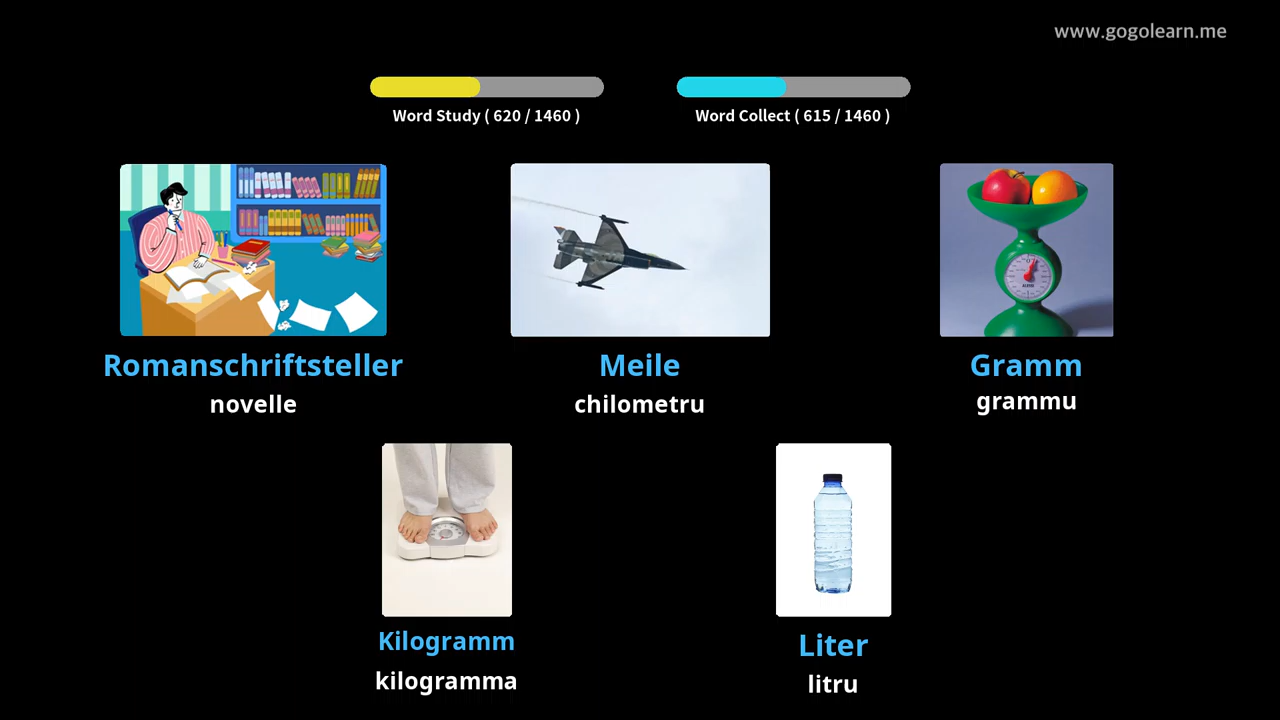 www.gogolearn.me
Word Study ( 620 / 1460 )
Word Collect ( 615 / 1460 )
Romanschriftsteller
novelle
Meile
chilometru
Gramm
grammu
Kilogramm
kilogramma
Liter
litru